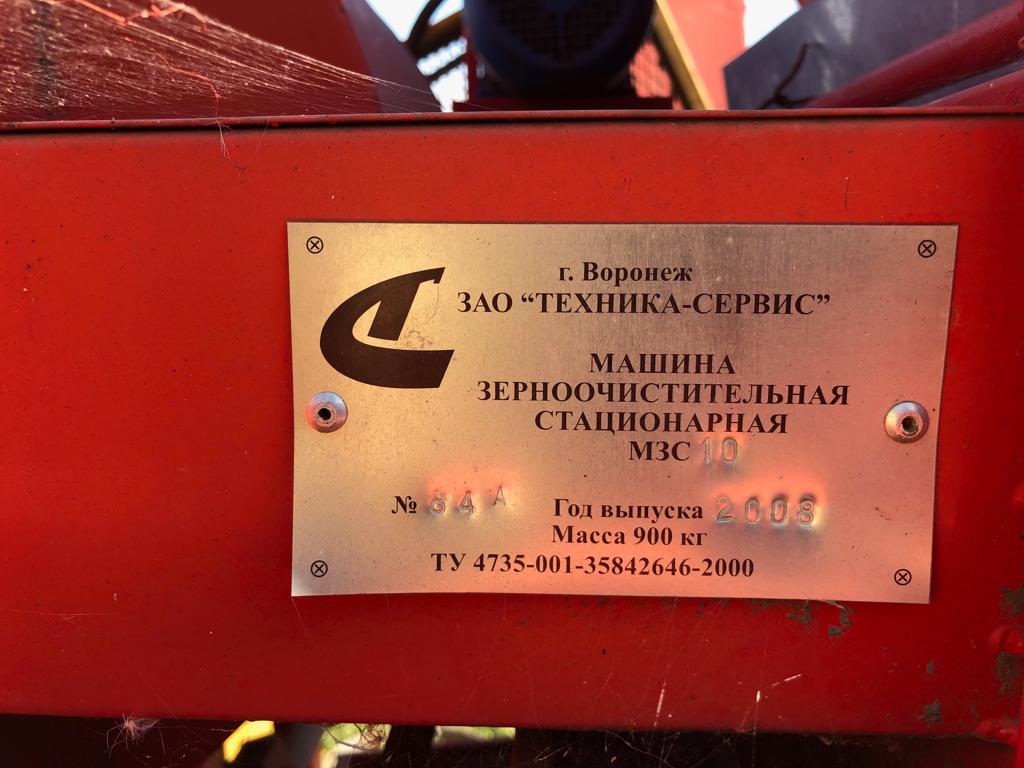 г. Воронеж
ЗАО “ТЕХНИКА-СЕРВИС”
МАШИНА
ЗЕРНООЧИСТИТЕЛЬНАЯ
СТАЦИОНАРНАЯ
МЗС 10
№ 84 А Год выпуска 2008
Масса 900 кг
ТУ 4735-001-35842646-2000